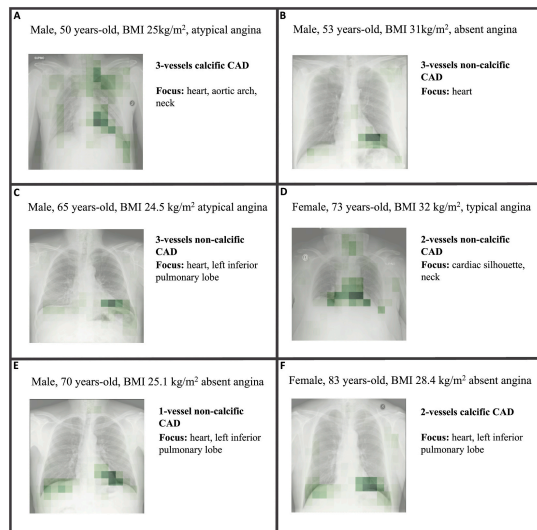 A
Male, 50 years-old, BMI 25kg/m², atypical angina
3-vessels calcific CAD
Focus: heart, aortic arch,
neck
B
Male, 53 years-old, BMI 31kg/m², absent angina
3-vessels non-calcific
CAD
Focus: heart
C
Male, 65 years-old, BMI 24.5 kg/m² atypical angina
3-vessels non-calcific
CAD
Focus: heart, left inferior
pulmonary lobe
D
Female, 73 years-old, BMI 32 kg/m², typical angina
2-vessels non-calcific
CAD
Focus: cardiac silhouette,
neck
E
Male, 70 years-old, BMI 25.1 kg/m² absent angina
1-vessel non-calcific
CAD
Focus: heart, left inferior
pulmonary lobe
F
Female, 83 years-old, BMI 28.4 kg/m² absent angina
2-vessels calcific CAD
Focus: heart, left inferior
pulmonary lobe